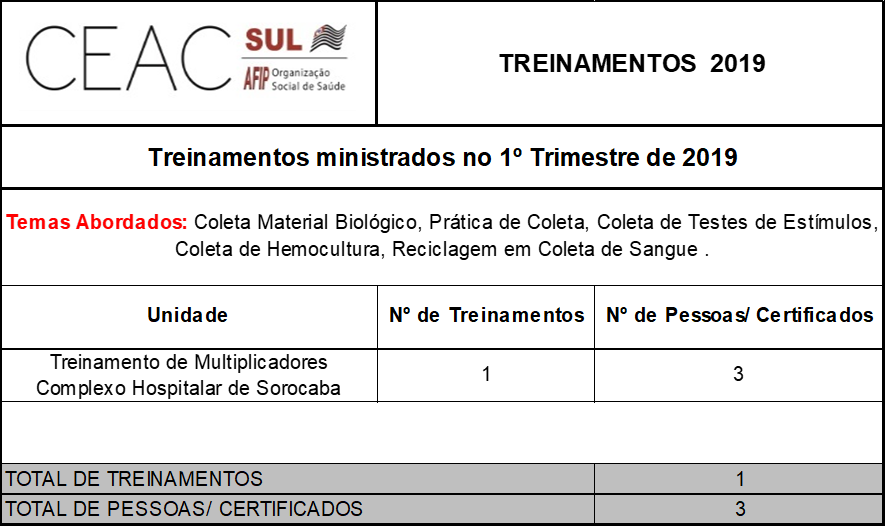 CEAC SUL
AFIP Organização
Social de Saúde
TREINAMENTOS 2019
Treinamentos ministrados no 1º Trimestre de 2019
Temas Abordados: Coleta Material Biológico, Prática de Coleta, Coleta de Testes de Estímulos,
Coleta de Hemocultura, Reciclagem em Coleta de Sangue .
Unidade Nº de Treinamentos Nº de Pessoas/ Certificados
Treinamento de Multiplicadores
Complexo Hospitalar de Sorocaba 1 3
TOTAL DE TREINAMENTOS 1
TOTAL DE PESSOAS/ CERTIFICADOS 3